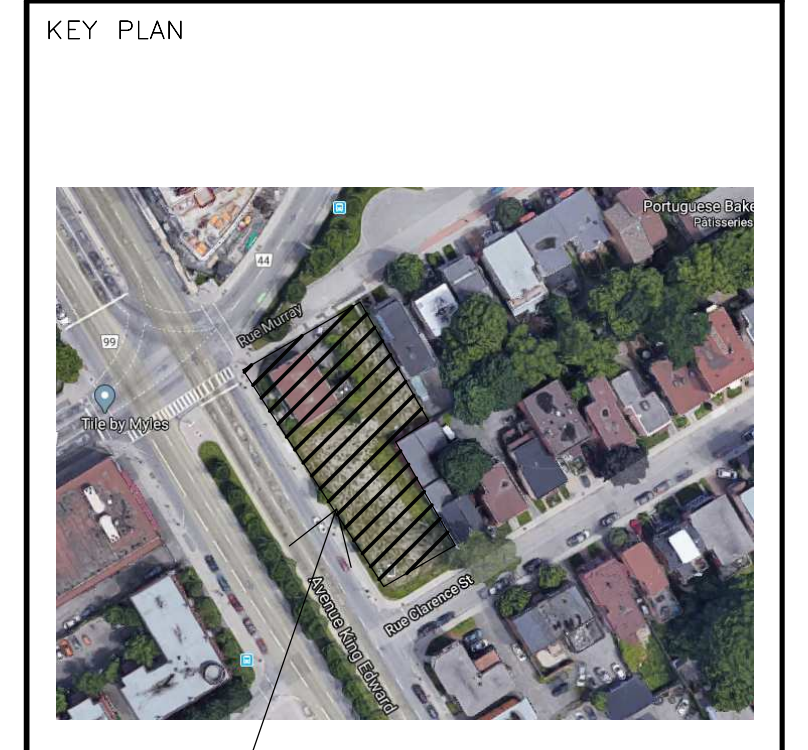 KEY PLAN
Portuguese Bake
Pâtisseries
44
Rue Murray
99
Tile by Myles
Avenue King Edward
Rue Clarence St